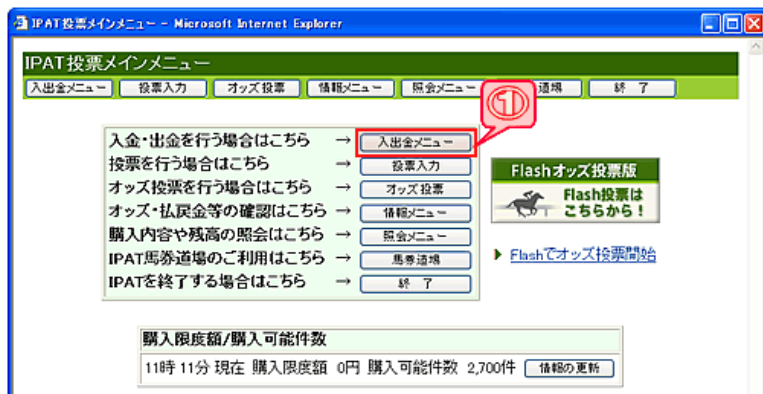 IPAT投票メインメニュー - Microsoft Internet Explorer
IPAT投票メインメニュー
入出金メニュー 投票入力 オッズ投票 情報メニュー 照会メニュー 道場 終 了
①
入金・出金を行う場合はこちら → 入出金メニュー
投票を行う場合はこちら → 投票入力
オッズ投票を行う場合はこちら → オッズ投票
オッズ・払戻金等の確認はこちら → 情報メニュー
購入内容や残高の照会はこちら → 照会メニュー
IPAT馬券道場のご利用はこちら → 馬券道場
IPATを終了する場合はこちら → 終 了
Flashオッズ投票版
Flash投票は
こちらから！
Flashでオッズ投票開始
購入限度額/購入可能件数
11時11分 現在 購入限度額 0円 購入可能件数 2,700件 情報の更新